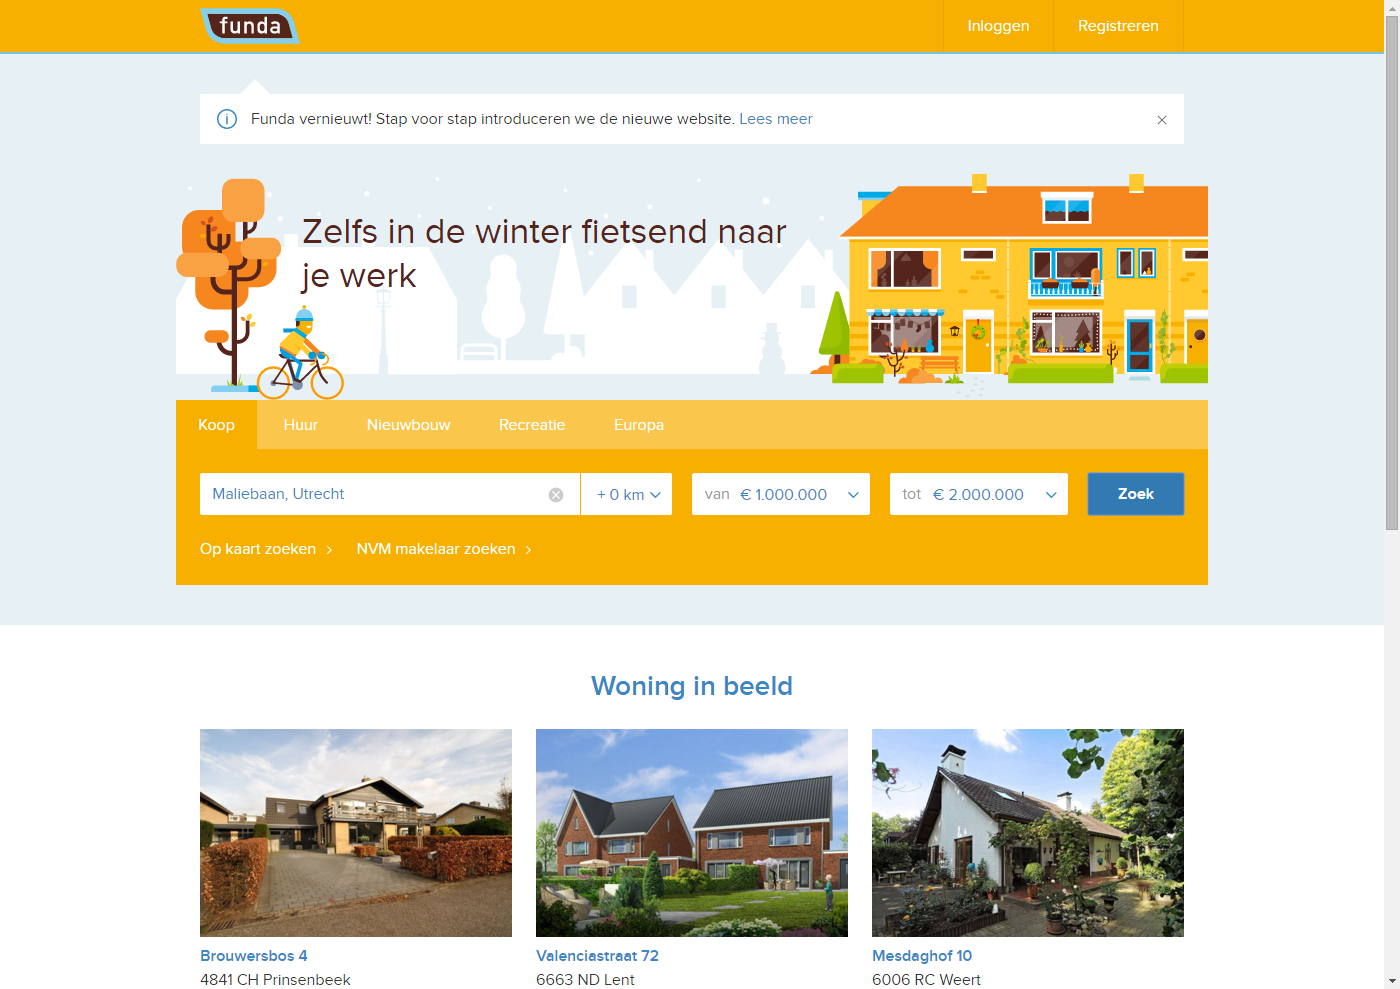 funda
Inloggen
Registreren
Funda vernieuwt! Stap voor stap introduceren we de nieuwe website. Lees meer
Zelfs in de winter fietsend naar
je werk
Koop
Huur
Nieuwbouw
Recreatie
Europa
Maliebaan, Utrecht
+ 0 km
van € 1.000.000
tot € 2.000.000
Zoek
Op kaart zoeken
NVM makelaar zoeken
Woning in beeld
Brouwersbos 4
4841 CH Prinsenbeek
Valenciastraat 72
6663 ND Lent
Mesdaghof 10
6006 RC Weert